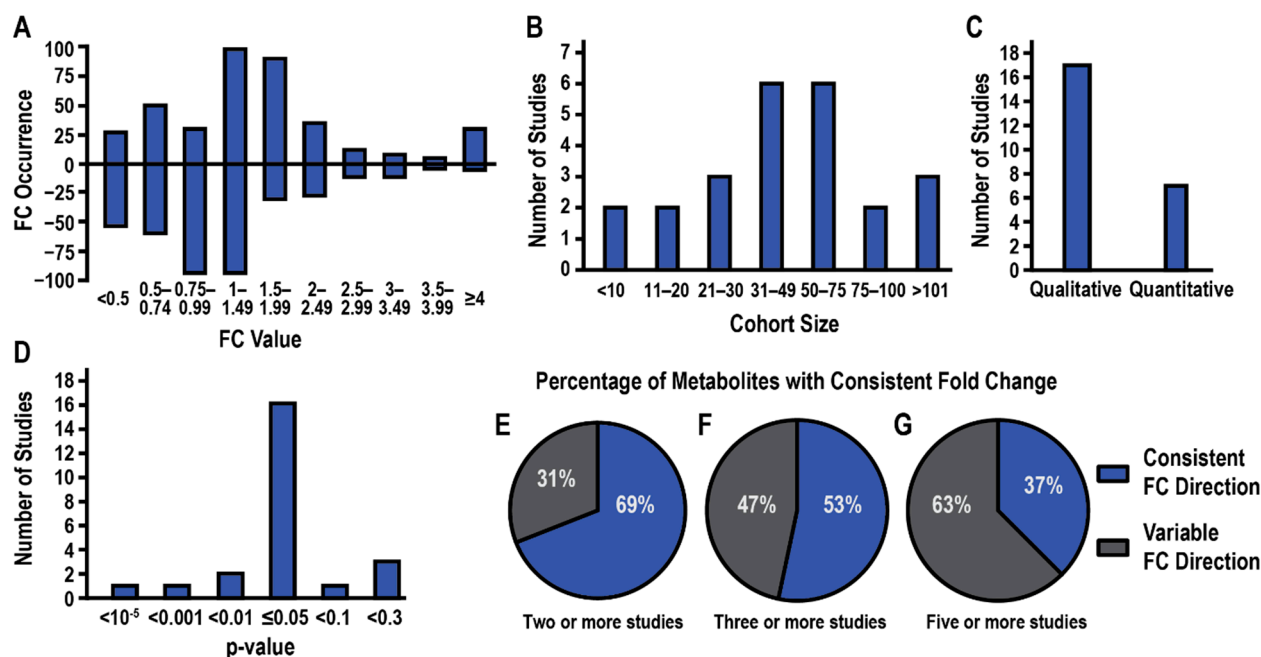 A
100
75
50
25
0
−25
−50
−75
−100
FC Occurrence
<0.5
0.5–
0.74
0.75–
0.99
1–
1.49
1.5–
1.99
2–
2.49
2.5–
2.99
3–
3.49
3.5–
3.99
≥4
FC Value
B
7
6
5
4
3
2
1
0
Number of Studies
<10 11–20 21–30 31–49 50–75 75–100 >101
Cohort Size
C
18
16
14
12
10
8
6
4
2
0
Number of Studies
Qualitative Quantitative
D
18
16
14
12
10
8
6
4
2
0
Number of Studies
<10⁻⁵ <0.001 <0.01 ≤0.05 <0.1 <0.3
p-value
Percentage of Metabolites with Consistent Fold Change
E
31%
69%
Two or more studies
F
47%
53%
Three or more studies
G
63%
37%
Five or more studies
Consistent
FC Direction
Variable
FC Direction